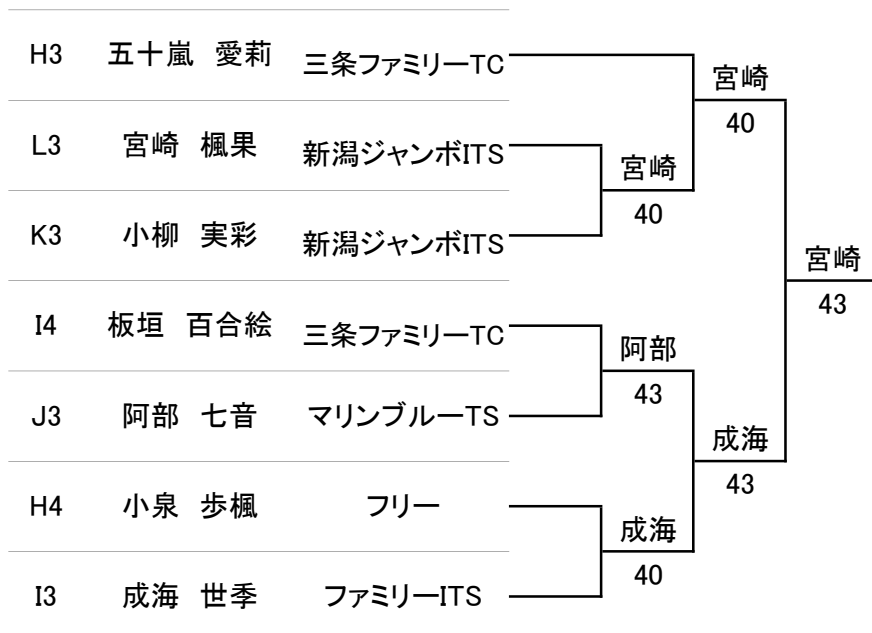 H3 五十嵐 愛莉 三条ファミリーTC
宮崎
40
L3 宮崎 楓果 新潟ジャンボITS
宮崎
40
K3 小柳 実彩 新潟ジャンボITS
宮崎
43
I4 板垣 百合絵 三条ファミリーTC
阿部
43
J3 阿部 七音 マリンブルーTS
成海
43
H4 小泉 歩楓 フリー
成海
40
I3 成海 世季 ファミリーITS